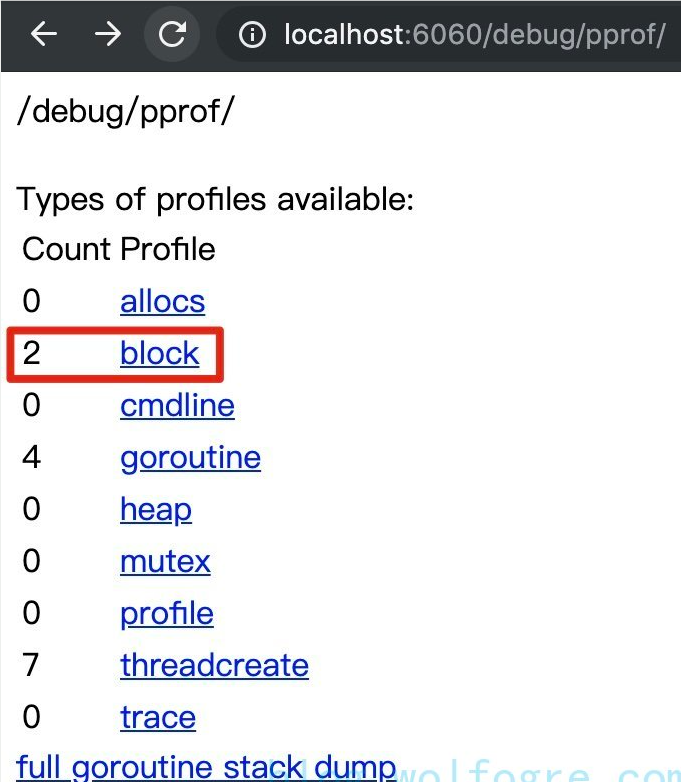 localhost:6060/debug/pprof/
/debug/pprof/
Types of profiles available:
Count Profile
0 allocs
2 block
0 cmdline
4 goroutine
0 heap
0 mutex
0 profile
7 threadcreate
0 trace
full goroutine stack dump
wolfogre.com